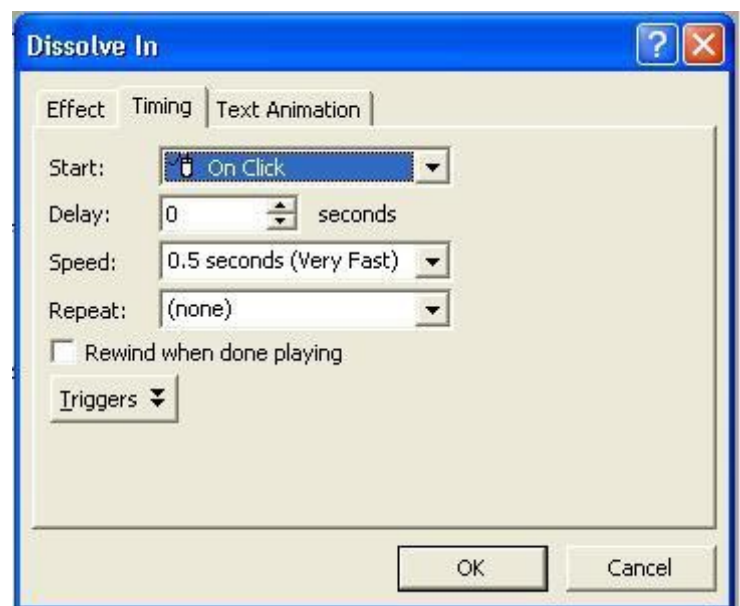 Dissolve In
Effect Timing Text Animation
Start: On Click
Delay: 0 seconds
Speed: 0.5 seconds (Very Fast)
Repeat: (none)
Rewind when done playing
Triggers
OK Cancel